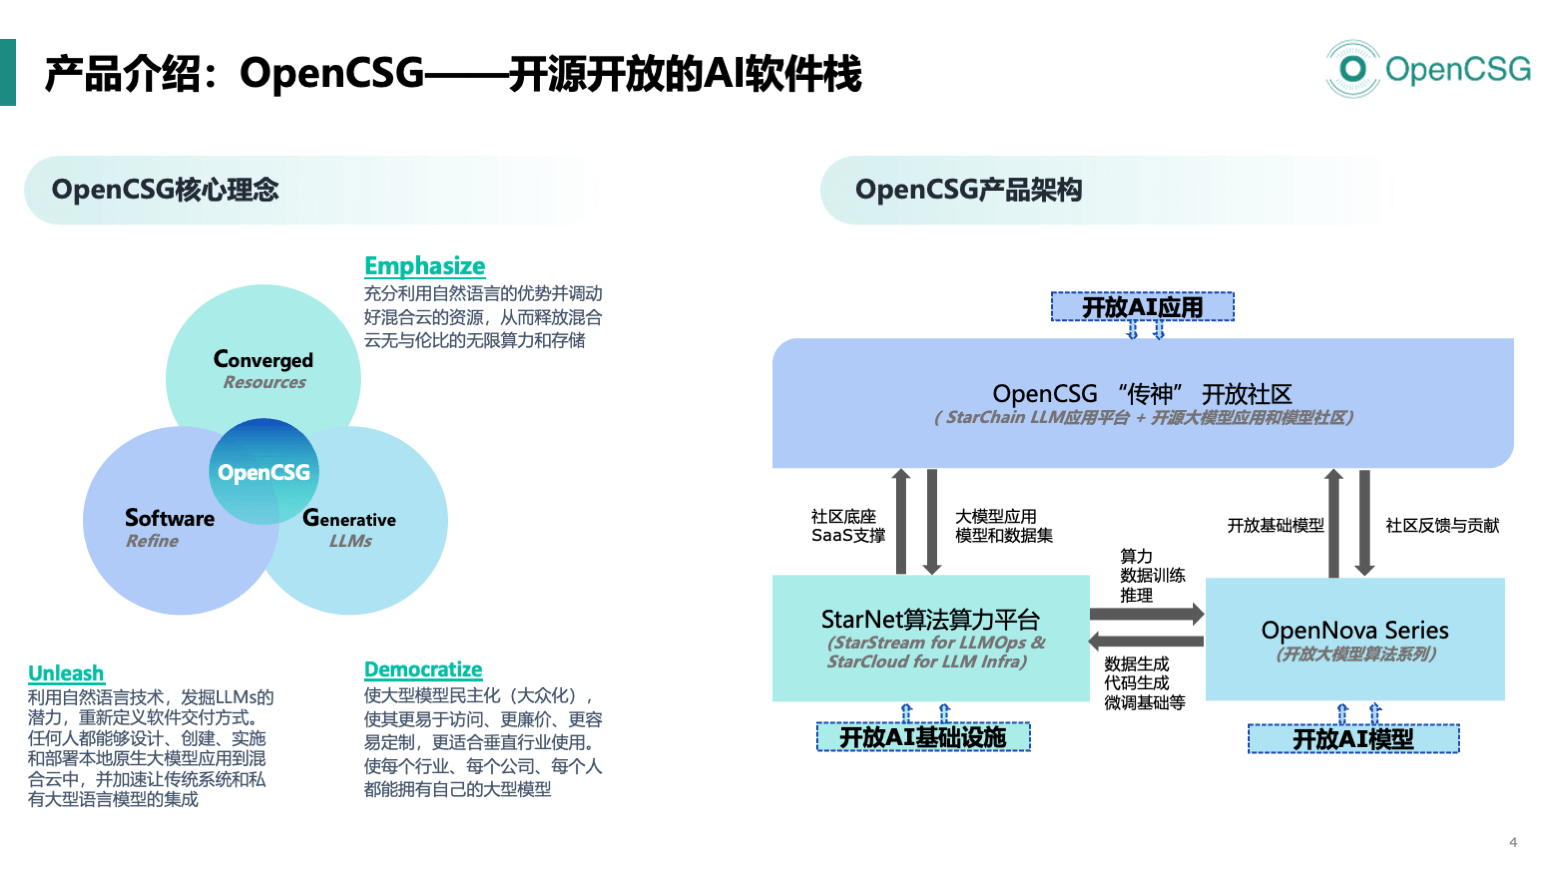 产品介绍：OpenCSG——开源开放的AI软件栈
OpenCSG
OpenCSG核心理念
Emphasize
充分利用自然语言的优势并调动
好混合云的资源，从而释放混合
云无与伦比的无限算力和存储
Converged
Resources
OpenCSG
Software
Refine
Generative
LLMs
Unleash
利用自然语言技术，发掘LLMs的
潜力，重新定义软件交付方式。
任何人都能够设计、创建、实施
和部署本地原生大模型应用到混
合云中，并加速让传统系统和私
有大型语言模型的集成
Democratize
使大型模型民主化（大众化），
使其更易于访问、更廉价、更容
易定制，更适合垂直行业使用。
使每个行业、每个公司、每个人
都能拥有自己的大型模型
OpenCSG产品架构
开放AI应用
OpenCSG “传神” 开放社区
( StarChain LLM应用平台 + 开源大模型应用和模型社区）
社区底座
SaaS支撑
大模型应用
模型和数据集
开放基础模型
社区反馈与贡献
算力
数据训练
推理
StarNet算法算力平台
(StarStream for LLMOps &
StarCloud for LLM Infra)
数据生成
代码生成
微调基础等
OpenNova Series
(开放大模型算法系列）
开放AI基础设施
开放AI模型
4